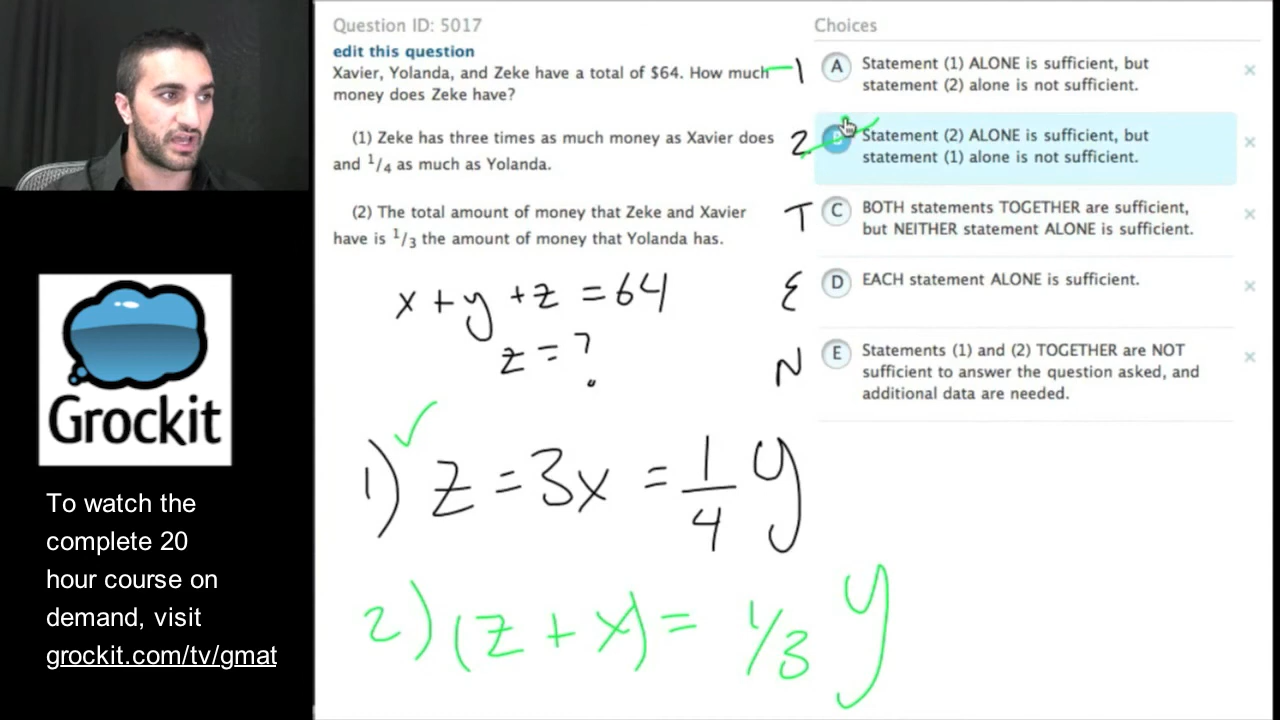 Question ID: 5017
edit this question
Xavier, Yolanda, and Zeke have a total of $64. How much
money does Zeke have?
(1) Zeke has three times as much money as Xavier does
and 1/4 as much as Yolanda.
(2) The total amount of money that Zeke and Xavier
have is 1/3 the amount of money that Yolanda has.
x + y + z = 64
z = ?
1) z = 3x = 1/4 y
2) (z + x) = 1/3 y
Choices
1 A Statement (1) ALONE is sufficient, but
statement (2) alone is not sufficient.
2 B Statement (2) ALONE is sufficient, but
statement (1) alone is not sufficient.
T C BOTH statements TOGETHER are sufficient,
but NEITHER statement ALONE is sufficient.
E D EACH statement ALONE is sufficient.
N E Statements (1) and (2) TOGETHER are NOT
sufficient to answer the question asked, and
additional data are needed.
Grockit
To watch the
complete 20
hour course on
demand, visit
grockit.com/tv/gmat